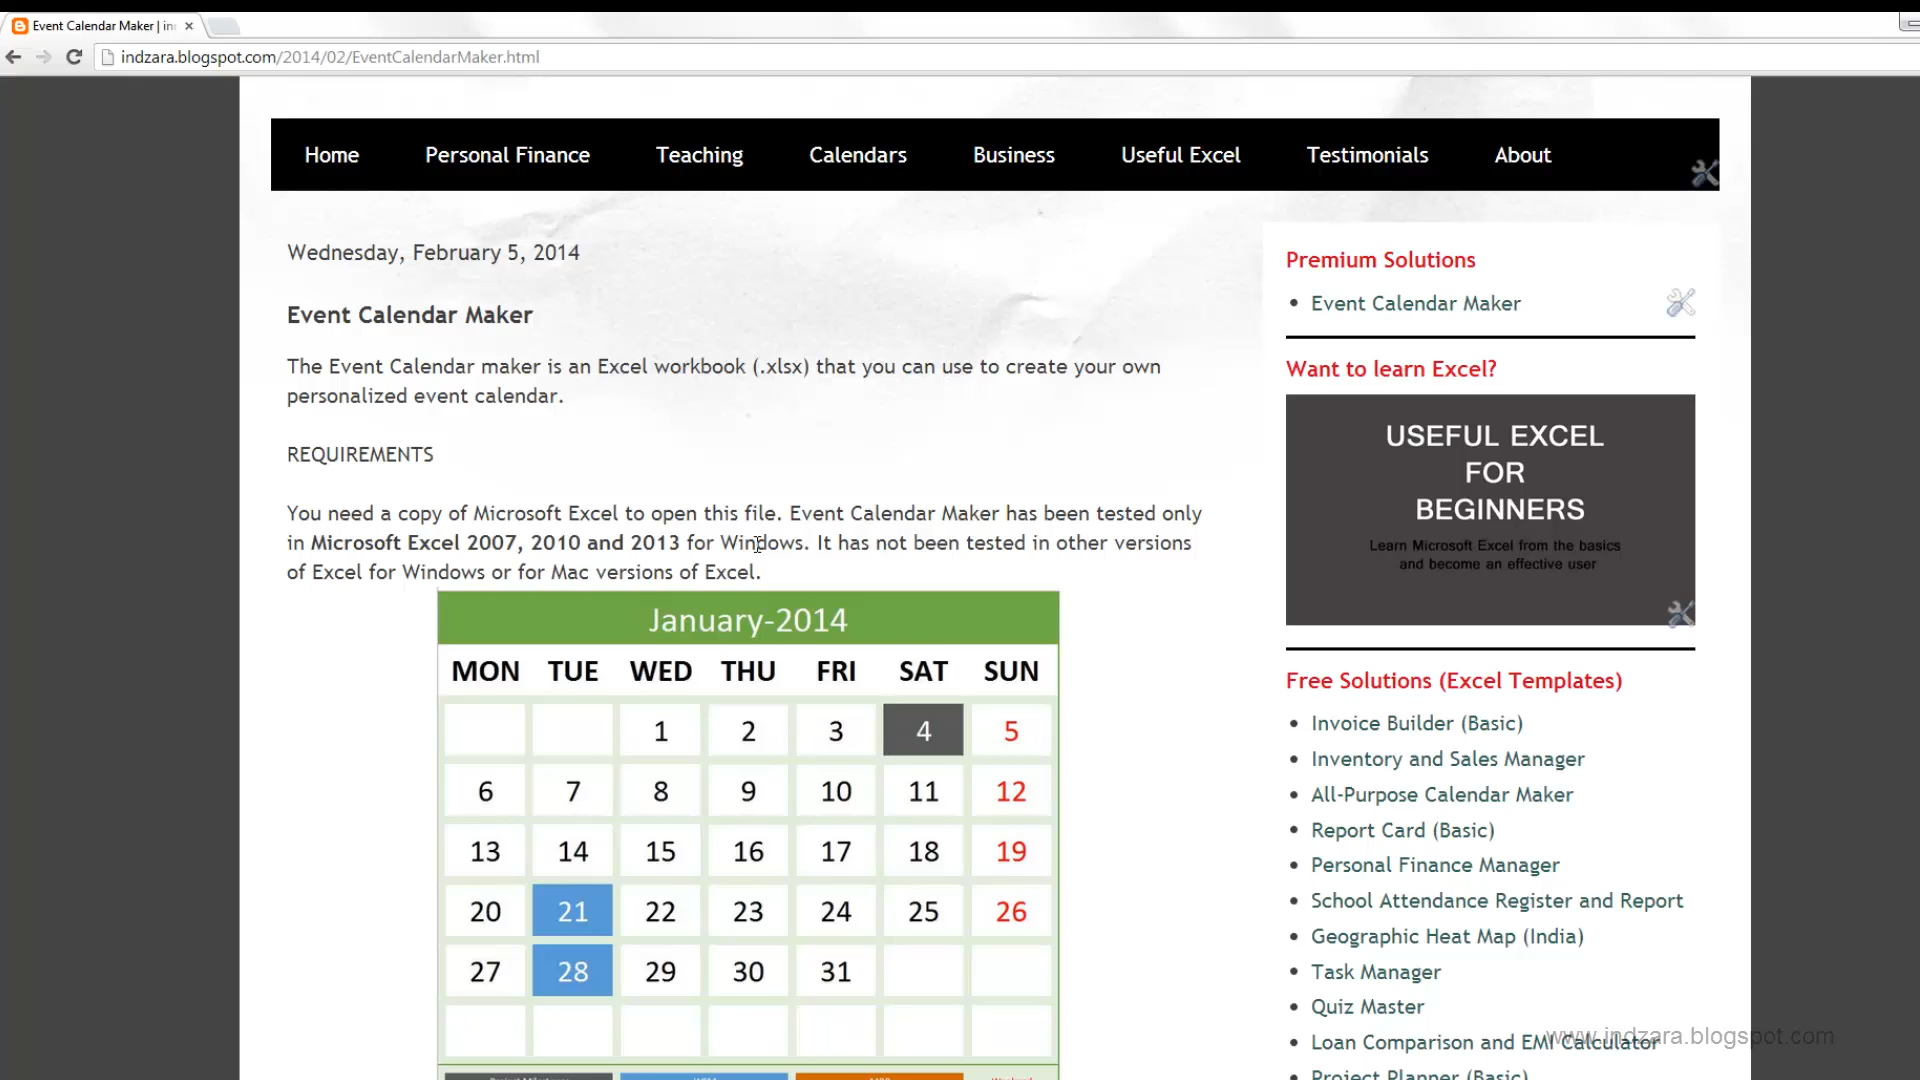 Event Calendar Maker | in
indzara.blogspot.com/2014/02/EventCalendarMaker.html
Home Personal Finance Teaching Calendars Business Useful Excel Testimonials About
Wednesday, February 5, 2014
Event Calendar Maker
The Event Calendar maker is an Excel workbook (.xlsx) that you can use to create your own
personalized event calendar.
REQUIREMENTS
You need a copy of Microsoft Excel to open this file. Event Calendar Maker has been tested only
in Microsoft Excel 2007, 2010 and 2013 for Windows. It has not been tested in other versions
of Excel for Windows or for Mac versions of Excel.
January-2014
MON TUE WED THU FRI SAT SUN
1 2 3 4 5
6 7 8 9 10 11 12
13 14 15 16 17 18 19
20 21 22 23 24 25 26
27 28 29 30 31
Premium Solutions
Event Calendar Maker
Want to learn Excel?
USEFUL EXCEL
FOR
BEGINNERS
Learn Microsoft Excel from the basics
and become an effective user
Free Solutions (Excel Templates)
Invoice Builder (Basic)
Inventory and Sales Manager
All-Purpose Calendar Maker
Report Card (Basic)
Personal Finance Manager
School Attendance Register and Report
Geographic Heat Map (India)
Task Manager
Quiz Master
Loan Comparison and EMI Calculator
Project Planner (Basic)
www.indzara.blogspot.com